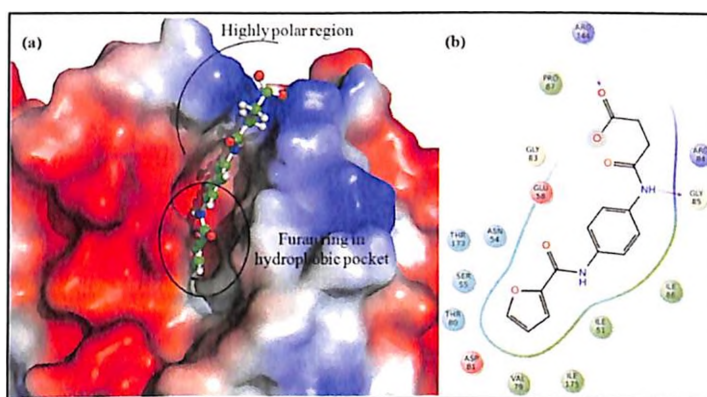 (a)
Highly polar region
Furan ring in
hydrophobic pocket
(b)
ARG
144
PRO
87
GLY
83
ARG
84
GLU
58
GLY
85
O
O
O
NH
THR
173
ASN
54
SER
55
THR
80
O
NH
O
ILE
86
ILE
51
ASP
81
VAL
79
ILE
175